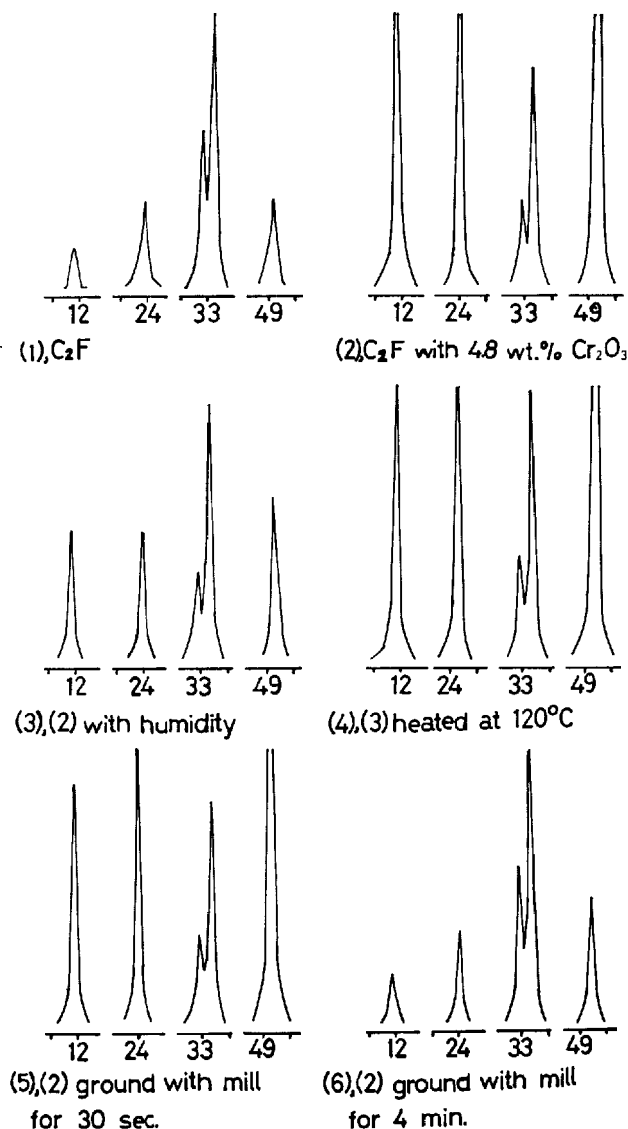 12 24 33 49
12 24 33 49
(1),C₂F
(2),C₂F with 4.8 wt.% Cr₂O₃
12 24 33 49
12 24 33 49
(3),(2) with humidity
(4),(3) heated at 120°C
12 24 33 49
12 24 33 49
(5),(2) ground with mill
for 30 sec.
(6),(2) ground with mill
for 4 min.